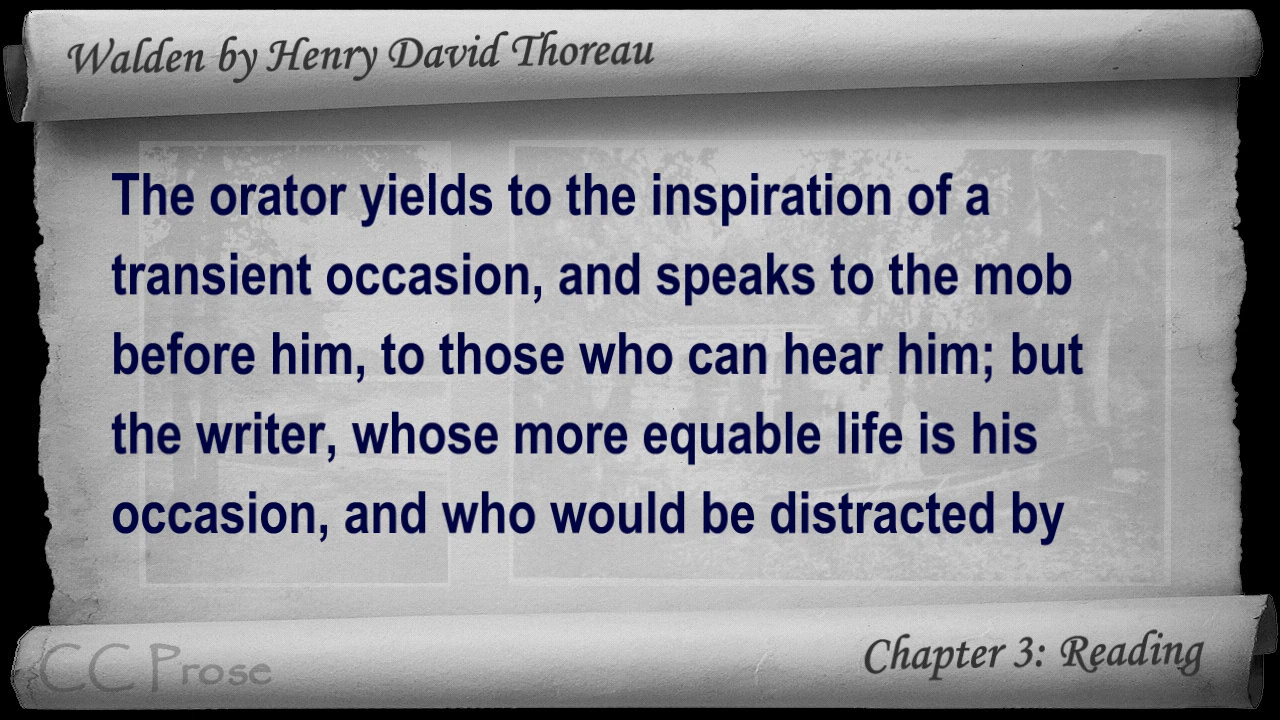 Walden by Henry David Thoreau
The orator yields to the inspiration of a
transient occasion, and speaks to the mob
before him, to those who can hear him; but
the writer, whose more equable life is his
occasion, and who would be distracted by
Chapter 3: Reading
CC Prose